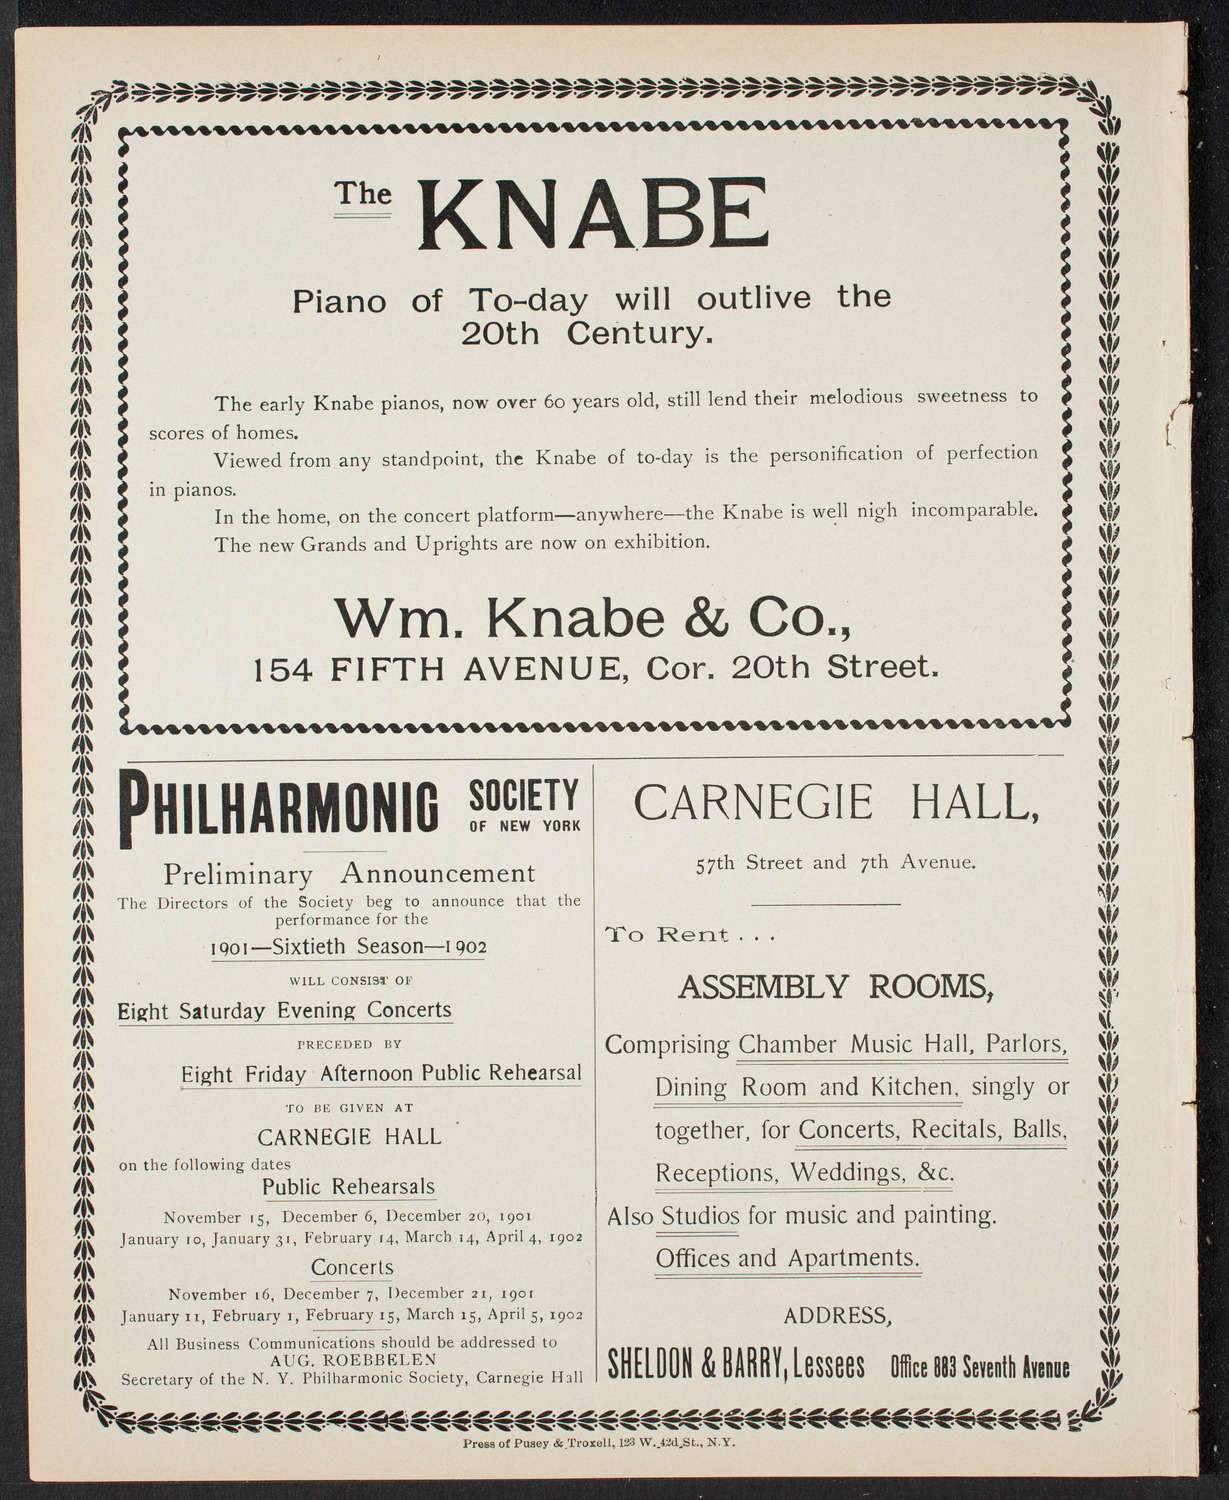 The KNABE
Piano of To-day will outlive the
20th Century.
The early Knabe pianos, now over 60 years old, still lend their melodious sweetness to
scores of homes.
Viewed from any standpoint, the Knabe of to-day is the personification of perfection
in pianos.
In the home, on the concert platform—anywhere—the Knabe is well nigh incomparable.
The new Grands and Uprights are now on exhibition.
Wm. Knabe & Co.,
154 FIFTH AVENUE, Cor. 20th Street.
PHILHARMONIC SOCIETY
OF NEW YORK
Preliminary Announcement
The Directors of the Society beg to announce that the
performance for the
1901—Sixtieth Season—1902
WILL CONSIST OF
Eight Saturday Evening Concerts
PRECEDED BY
Eight Friday Afternoon Public Rehearsal
TO BE GIVEN AT
CARNEGIE HALL
on the following dates
Public Rehearsals
November 15, December 6, December 20, 1901
January 10, January 31, February 14, March 14, April 4, 1902
Concerts
November 16, December 7, December 21, 1901
January 11, February 1, February 15, March 15, April 5, 1902
All Business Communications should be addressed to
AUG. ROEBBELEN
Secretary of the N. Y. Philharmonic Society, Carnegie Hall
CARNEGIE HALL,
57th Street and 7th Avenue.
To Rent . . .
ASSEMBLY ROOMS,
Comprising Chamber Music Hall, Parlors,
Dining Room and Kitchen, singly or
together, for Concerts, Recitals, Balls,
Receptions, Weddings, &c.
Also Studios for music and painting.
Offices and Apartments.
ADDRESS,
SHELDON & BARRY, Lessees Office 883 Seventh Avenue
Press of Pusey & Troxell, 123 W. 42d St., N.Y.